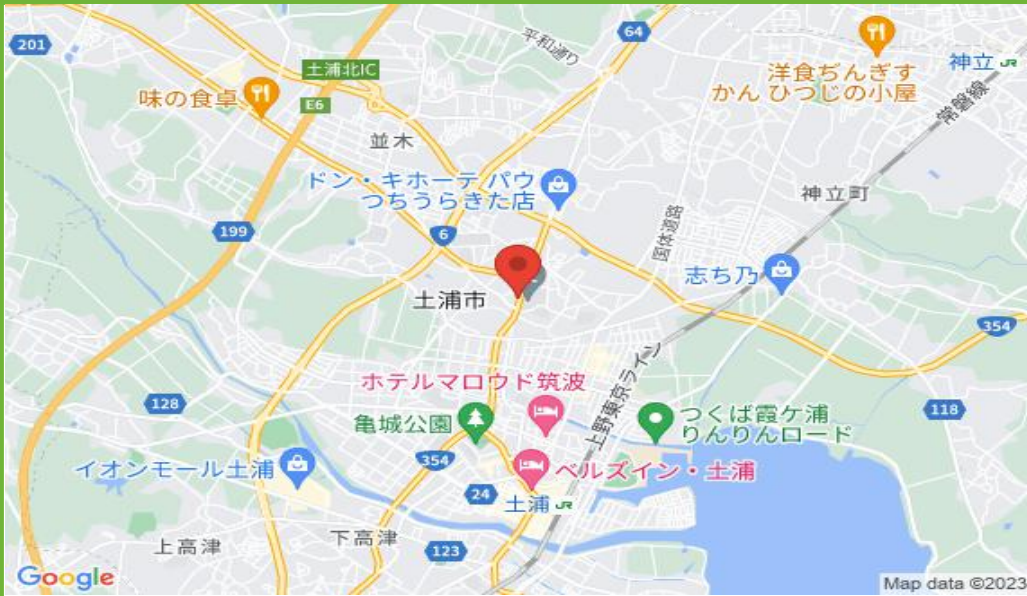 201
64
平和通り
神立 JR
土浦北IC
洋食ぢんぎす
かん ひつじの小屋
味の食卓
E6
常磐線
並木
ドン・キホーテ パウ
つちうらきた店
神立町
国体道路
199
6
志ち乃
土浦市
354
上野東京ライン
ホテルマロウド筑波
128
118
亀城公園
つくば霞ケ浦
りんりんロード
イオンモール土浦
354
ベルズイン・土浦
24
土浦 JR
上高津
下高津
123
Google
Map data ©2023